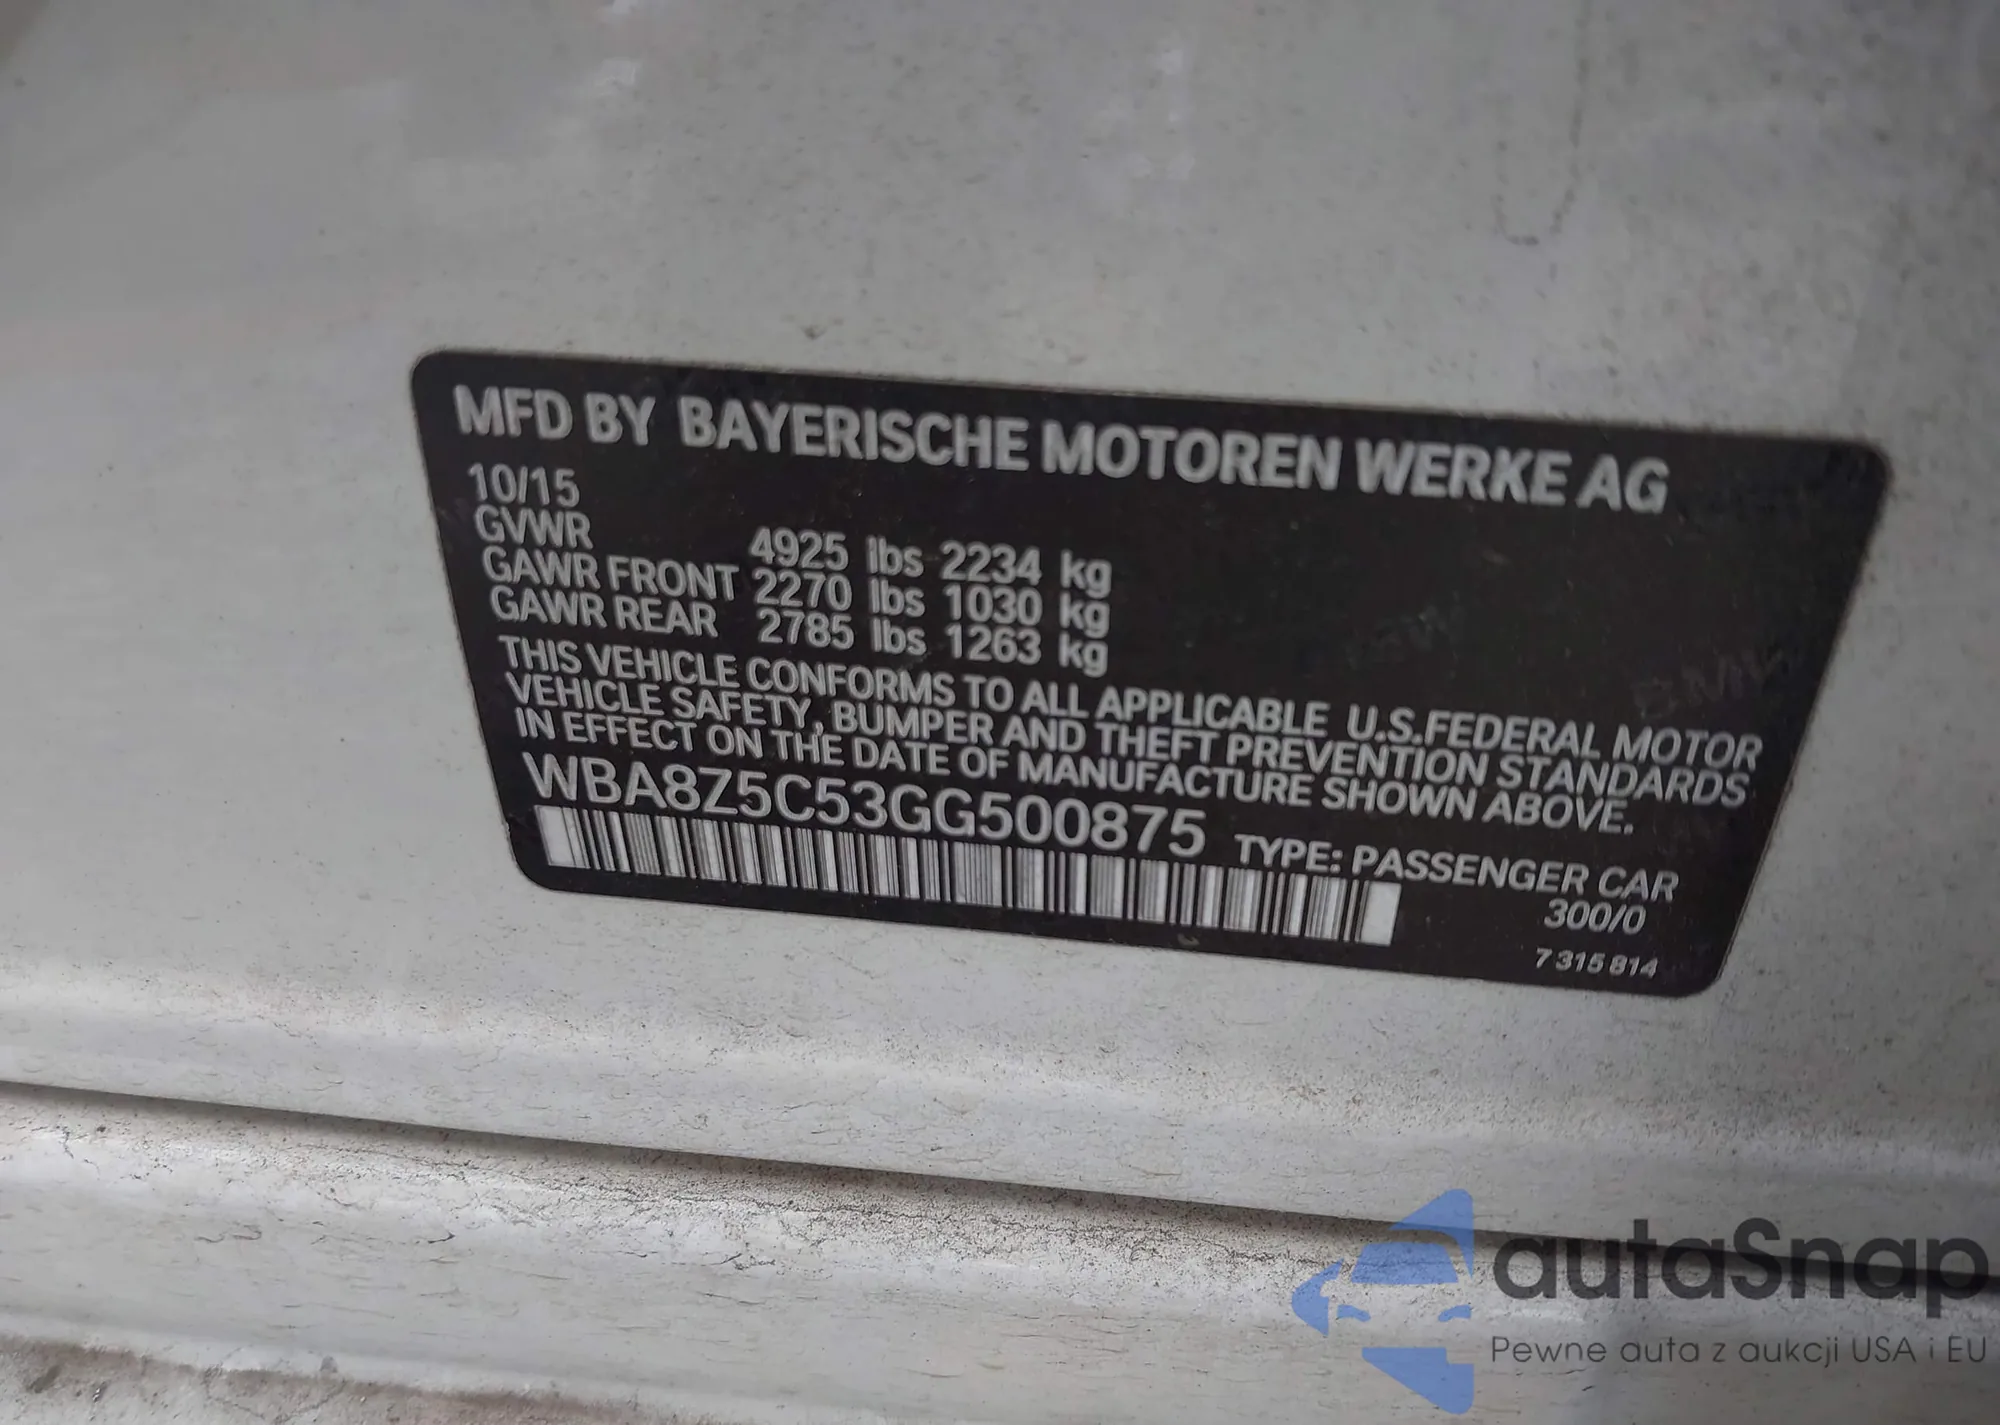 MFD BY BAYERISCHE MOTOREN WERKE AG
10/15
GVWR 4925 lbs 2234 kg
GAWR FRONT 2270 lbs 1030 kg
GAWR REAR 2785 lbs 1263 kg
THIS VEHICLE CONFORMS TO ALL APPLICABLE U.S.FEDERAL MOTOR
VEHICLE SAFETY, BUMPER AND THEFT PREVENTION STANDARDS
IN EFFECT ON THE DATE OF MANUFACTURE SHOWN ABOVE.
WBA8Z5C53GG500875 TYPE: PASSENGER CAR
300/0
7 315 814
autaSnap
Pewne auta z aukcji USA i EU